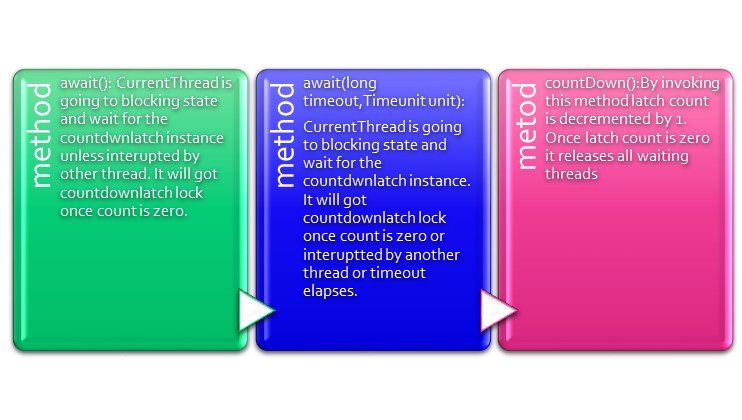 method
await(): CurrentThread is
going to blocking state
and wait for the
countdwnlatch instance
unless interupted by
other thread. It will got
countdownlatch lock
once count is zero.
method
await(long
timeout,Timeunit unit):
CurrentThread is going
to blocking state and
wait for the
countdwnlatch instance.
It will got
countdownlatch lock
once count is zero or
interuptted by another
thread or timeout
elapses.
metod
countDown():By invoking
this method latch count
is decremented by 1.
Once latch count is zero
it releases all waiting
threads